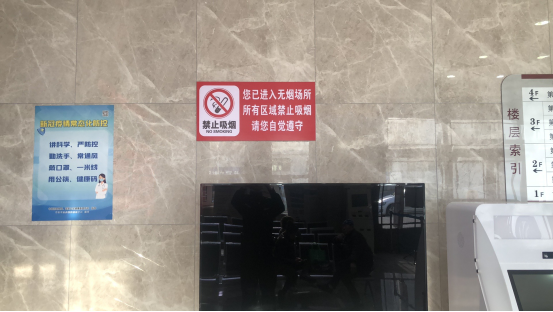 您已进入无烟场所
所有区域禁止吸烟
请您自觉遵守
禁止吸烟
NO SMOKING
新冠疫情常态化防控
讲科学、严防控
勤洗手、常通风
戴口罩、一米线
用公筷、健康码
楼层索引
4F
3F
2F
1F